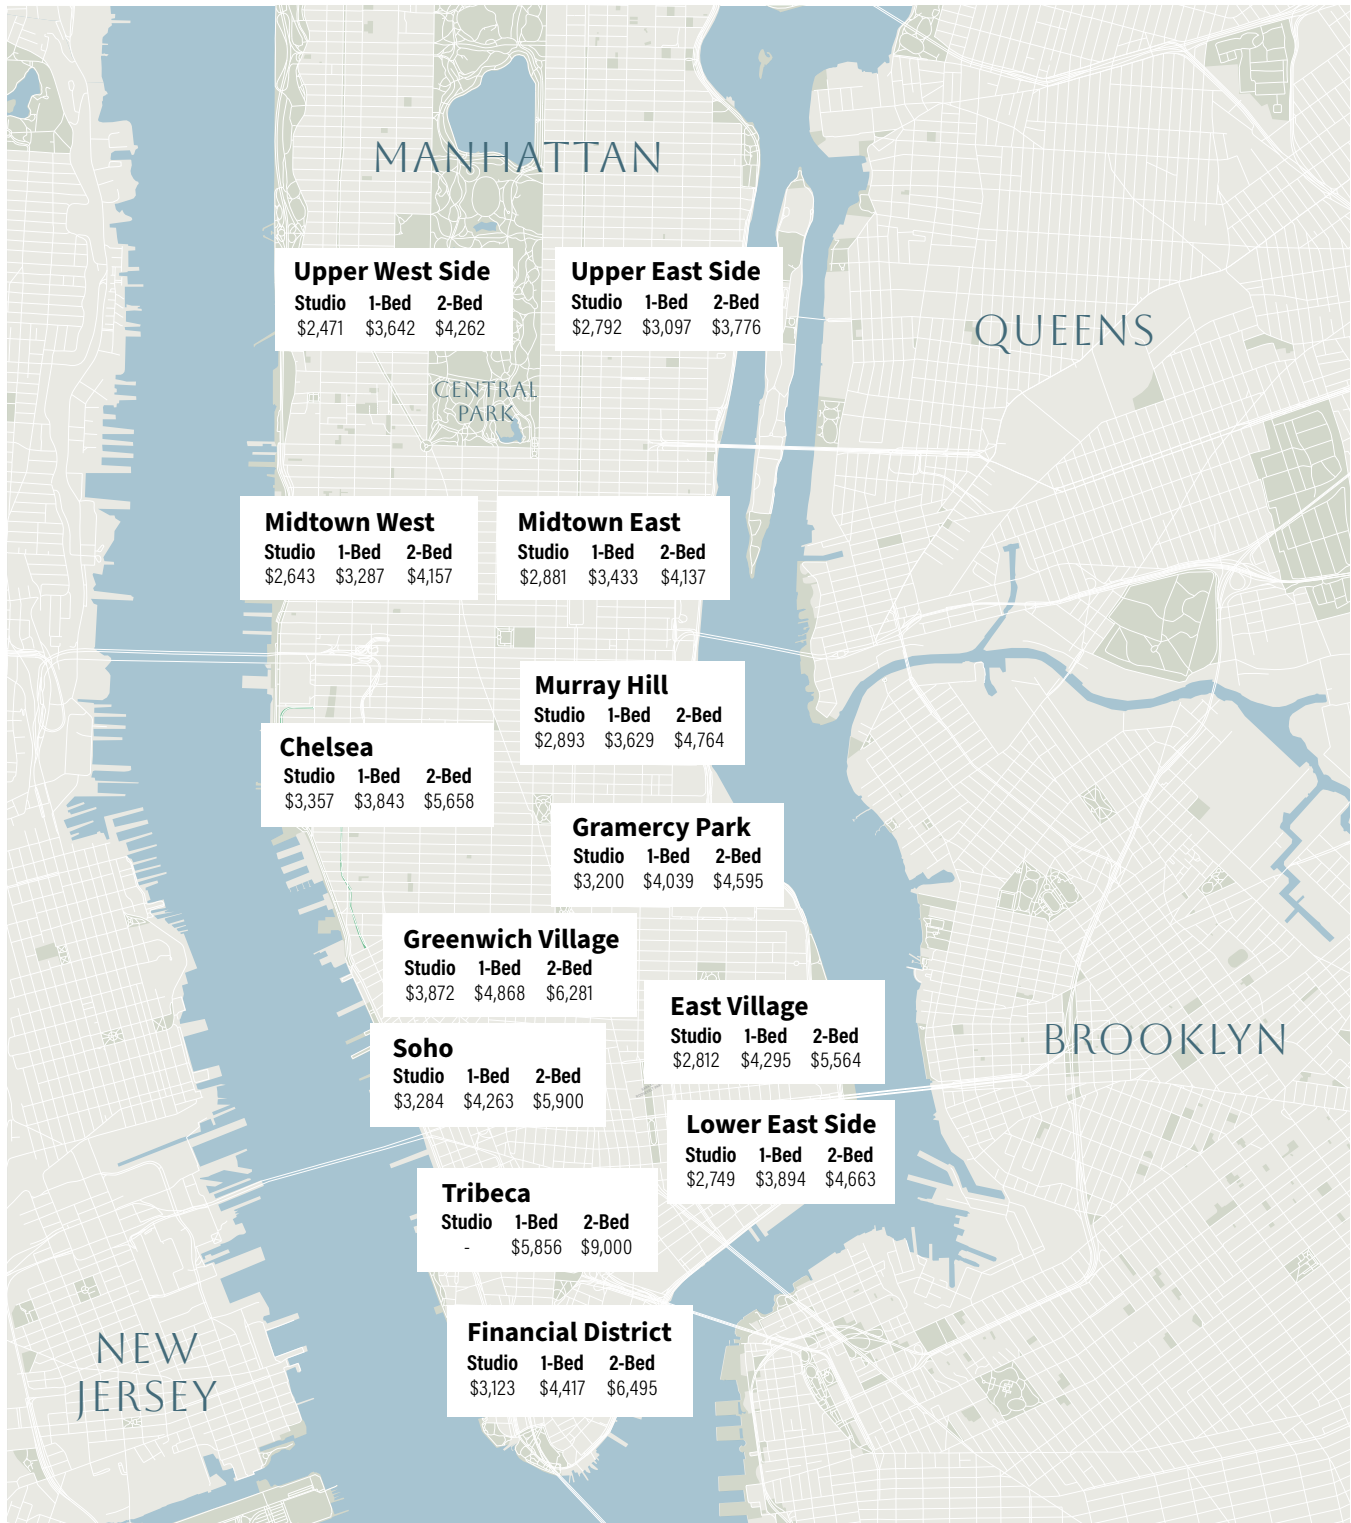 MANHATTAN
Upper West Side
Studio 1-Bed 2-Bed
$2,471 $3,642 $4,262
Upper East Side
Studio 1-Bed 2-Bed
$2,792 $3,097 $3,776
QUEENS
CENTRAL
PARK
Midtown West
Studio 1-Bed 2-Bed
$2,643 $3,287 $4,157
Midtown East
Studio 1-Bed 2-Bed
$2,881 $3,433 $4,137
Murray Hill
Studio 1-Bed 2-Bed
$2,893 $3,629 $4,764
Chelsea
Studio 1-Bed 2-Bed
$3,357 $3,843 $5,658
Gramercy Park
Studio 1-Bed 2-Bed
$3,200 $4,039 $4,595
Greenwich Village
Studio 1-Bed 2-Bed
$3,872 $4,868 $6,281
East Village
Studio 1-Bed 2-Bed
$2,812 $4,295 $5,564
BROOKLYN
Soho
Studio 1-Bed 2-Bed
$3,284 $4,263 $5,900
Lower East Side
Studio 1-Bed 2-Bed
$2,749 $3,894 $4,663
Tribeca
Studio 1-Bed 2-Bed
- $5,856 $9,000
Financial District
Studio 1-Bed 2-Bed
$3,123 $4,417 $6,495
NEW
JERSEY